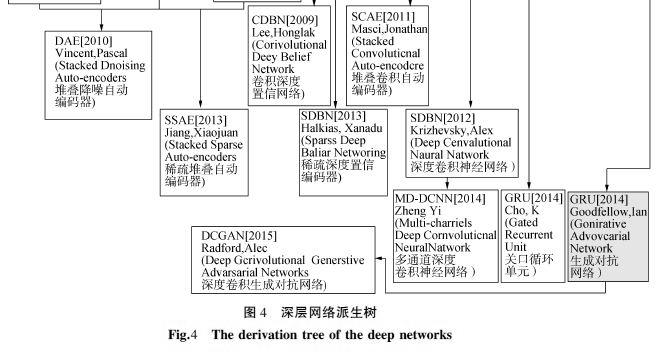 DAE[2010]
Vincent,Pascal
(Stacked Dnoising
Auto-encoders
堆叠降噪自动
编码器)
CDBN[2009]
Lee,Honglak
(Corivolutional
Deey Belief
Network
卷积深度
置信网络)
SCAE[2011]
Masci,Jonathan
(Stacked
Convolutional
Auto-encodcre
堆叠卷积自动
编码器)
SSAE[2013]
Jiang,Xiaojuan
(Stacked Sparse
Auto-encoders
稀疏堆叠自动
编码器)
SDBN[2013]
Halkias, Xanadu
(Sparss Deep
Baliar Networing
稀疏深度置信
编码器)
SDBN[2012]
Krizhevsky,Alex
(Deep Cenvalutional
Naural Network
深度卷积神经网络)
MD-DCNN[2014]
Zheng Yi
(Multi-charriels
Deep Cornvolutional
NeuralNatwork
多通道深度
卷积神经网络)
GRU[2014]
Cho, K
(Gated
Recurrent
Unit
关口循环
单元)
GRU[2014]
Goodfellow,Ian
(Gonirative
Advovcarial
Network
生成对抗
网络)
DCGAN[2015]
Radford,Alec
(Deep Gcrivolutional Generstive
Advarsarial Networks
深度卷积生成对抗网络)
图 4 深层网络派生树
Fig.4 The derivation tree of the deep networks